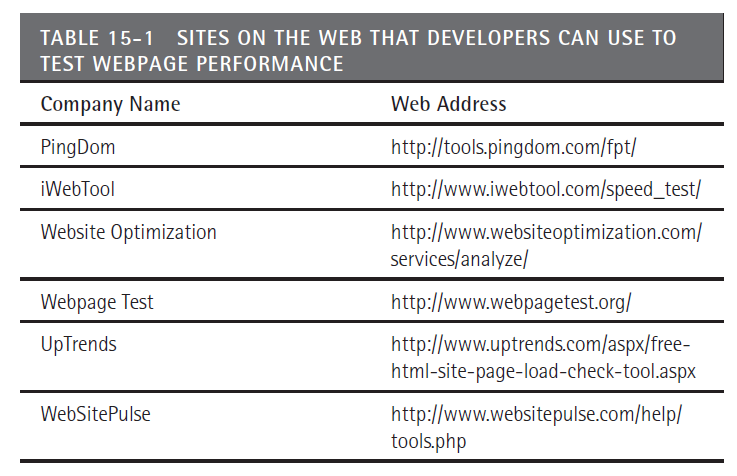 TABLE 15-1 SITES ON THE WEB THAT DEVELOPERS CAN USE TO
TEST WEBPAGE PERFORMANCE
Company Name Web Address
PingDom http://tools.pingdom.com/fpt/
iWebTool http://www.iwebtool.com/speed_test/
Website Optimization http://www.websiteoptimization.com/
services/analyze/
Webpage Test http://www.webpagetest.org/
UpTrends http://www.uptrends.com/aspx/free-
html-site-page-load-check-tool.aspx
WebSitePulse http://www.websitepulse.com/help/
tools.php